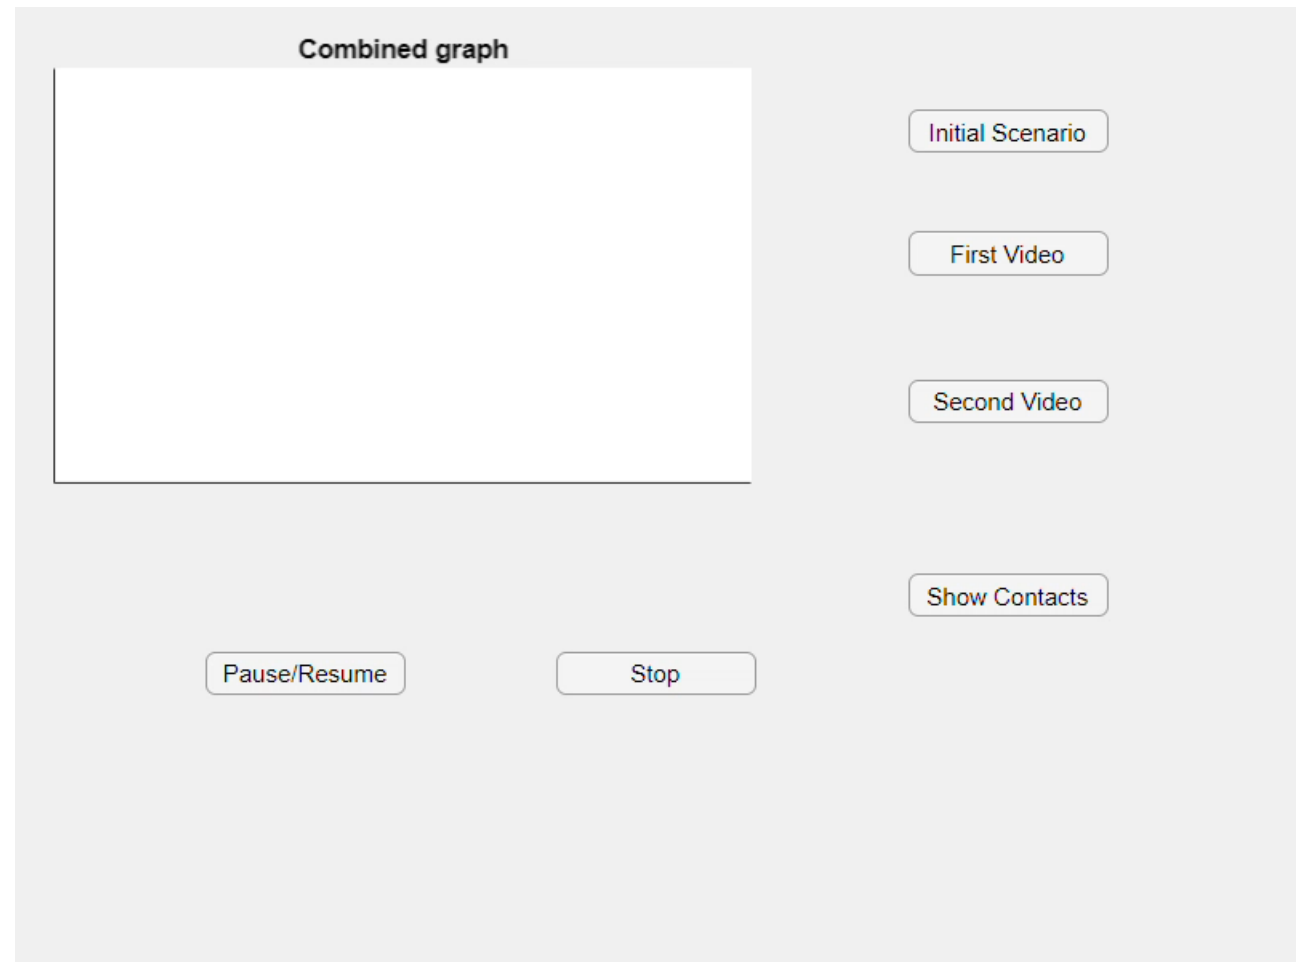 Combined graph
Initial Scenario
First Video
Second Video
Show Contacts
Pause/Resume
Stop